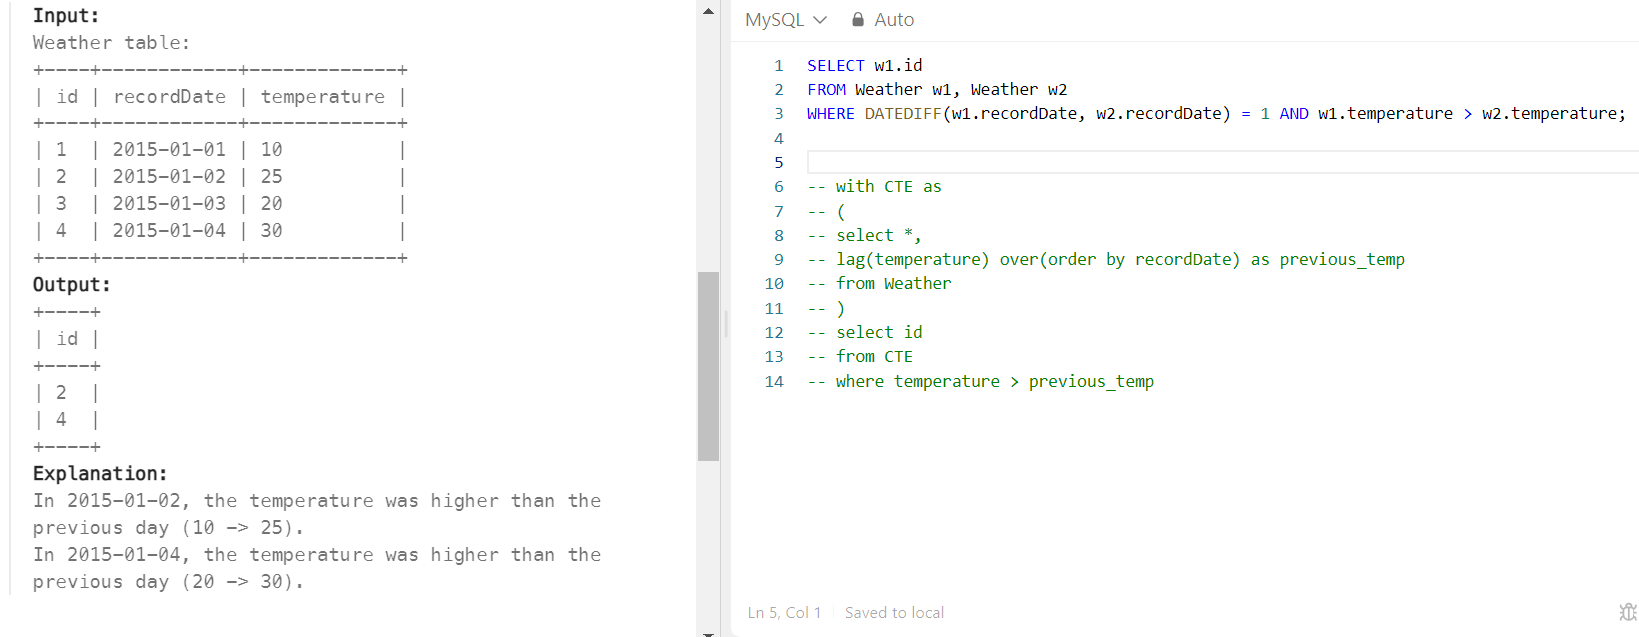 Input:
Weather table:
+----+------------+-------------+
| id | recordDate | temperature |
+----+------------+-------------+
| 1  | 2015-01-01 | 10          |
| 2  | 2015-01-02 | 25          |
| 3  | 2015-01-03 | 20          |
| 4  | 2015-01-04 | 30          |
+----+------------+-------------+
Output:
+----+
| id |
+----+
| 2  |
| 4  |
+----+
Explanation:
In 2015-01-02, the temperature was higher than the
previous day (10 -> 25).
In 2015-01-04, the temperature was higher than the
previous day (20 -> 30).
MySQL Auto
1 SELECT w1.id
2 FROM Weather w1, Weather w2
3 WHERE DATEDIFF(w1.recordDate, w2.recordDate) = 1 AND w1.temperature > w2.temperature;
4
5
6 -- with CTE as
7 -- (
8 -- select *,
9 -- lag(temperature) over(order by recordDate) as previous_temp
10 -- from Weather
11 -- )
12 -- select id
13 -- from CTE
14 -- where temperature > previous_temp
Ln 5, Col 1 Saved to local